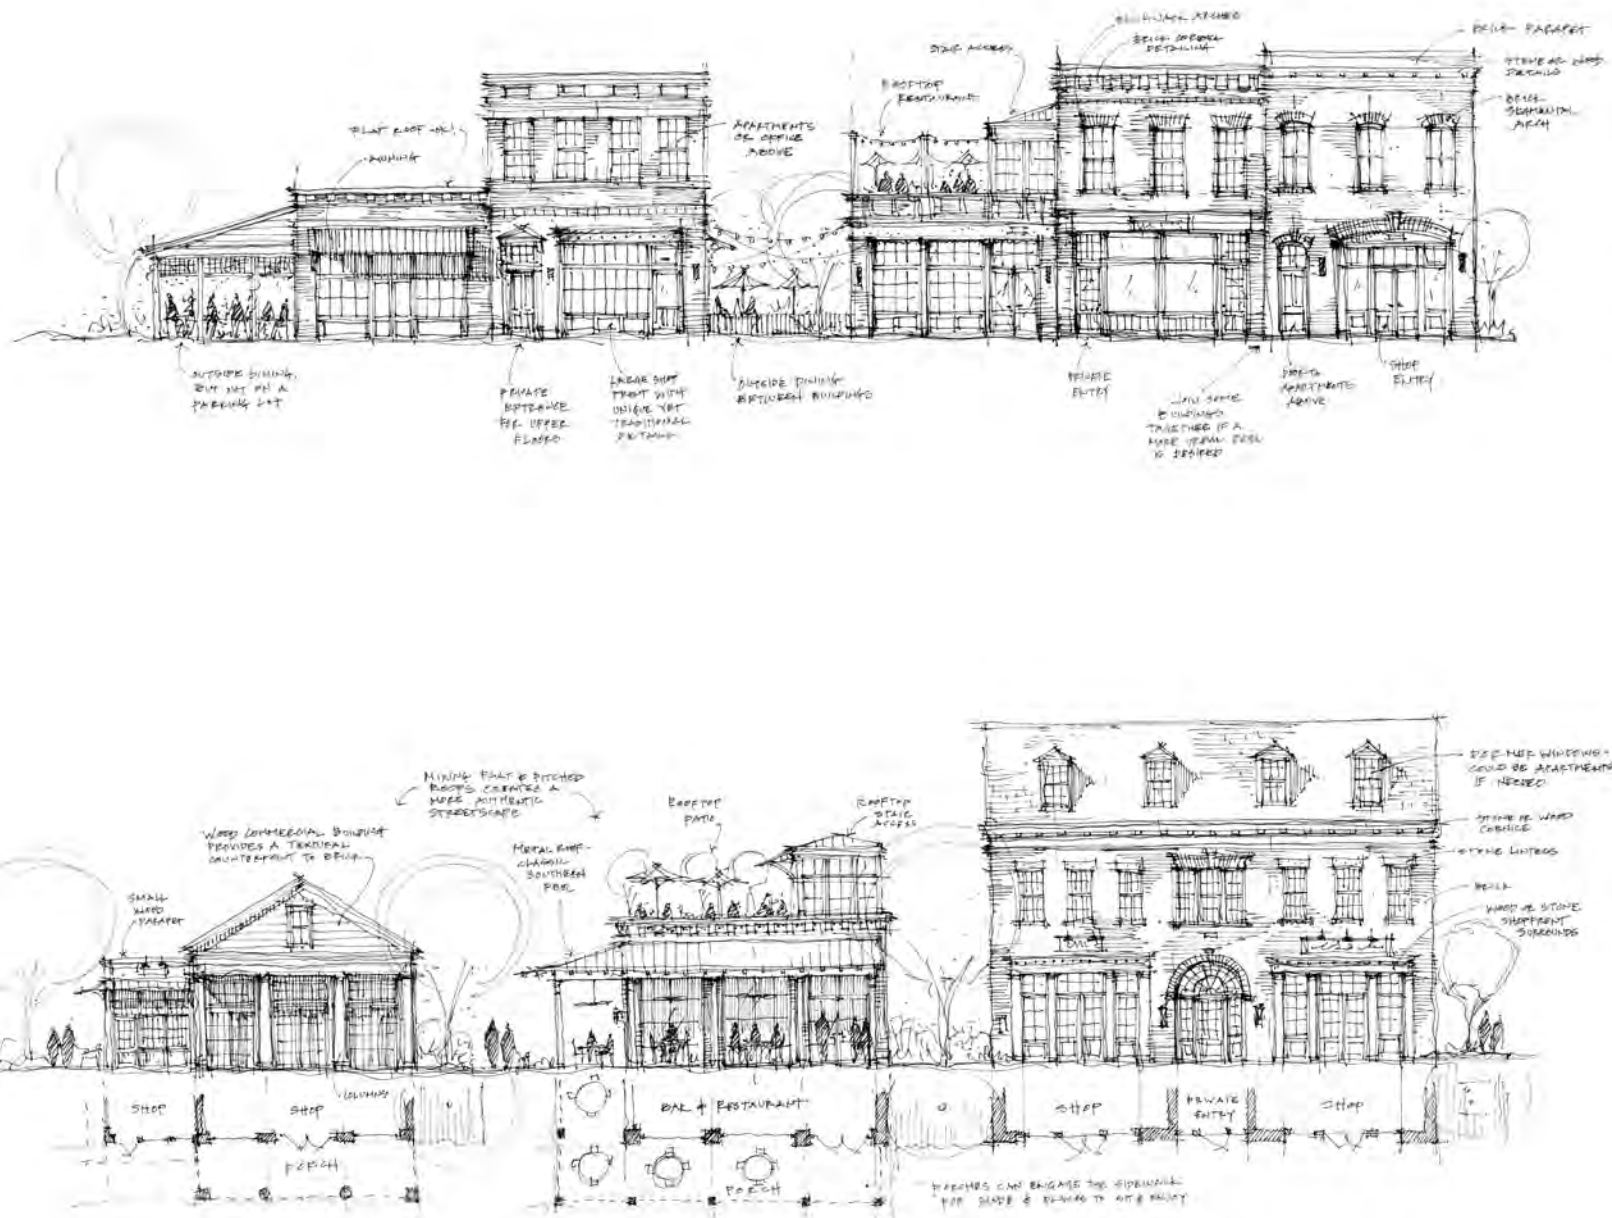 FLAT ROOF
AWNING
APARTMENTS
OR OFFICE
ABOVE
ROOFTOP
RESTAURANT
STAIR ACCESS
BRICK
DETAILING
BRICK PARAPET
STONE OR WOOD
DETAILS
BRICK
SEGMENTAL
ARCH
OUTSIDE DINING,
BUT NOT ON A
PARKING LOT
PRIVATE
ENTRANCE
FOR UPPER
FLOORS
LARGE SHOP
FRONT WITH
UNIQUE YET
TRADITIONAL
DETAILS
OUTSIDE DINING
BETWEEN BUILDINGS
PRIVATE
ENTRY
JOIN SOME
BUILDINGS
TOGETHER IF A
MORE URBAN FEEL
IS DESIRED
DOOR TO
APARTMENTS
ABOVE
SHOP
ENTRY
MIXING FLAT & PITCHED
ROOFS CREATES A
MORE AUTHENTIC
STREETSCAPE
WOOD COMMERCIAL BUILDING
PROVIDES A TEXTURAL
COUNTERPOINT TO BRICK
SMALL
WOOD
PARAPET
METAL ROOF -
CLASSIC
SOUTHERN
FEEL
ROOFTOP
PATIO
ROOFTOP
STAIR
ACCESS
DORMER WINDOWS -
COULD BE APARTMENTS
IF NEEDED
STONE OR WOOD
CORNICE
STONE LINTELS
BRICK
WOOD OR STONE
SHOPFRONT
SURROUNDS
SHOP
SHOP
COLUMNS
PORCH
BAR & RESTAURANT
PORCH
SHOP
PRIVATE
ENTRY
SHOP
PORCHES CAN ENGAGE THE SIDEWALK
FOR SHADE & PLACES TO SIT & ENJOY